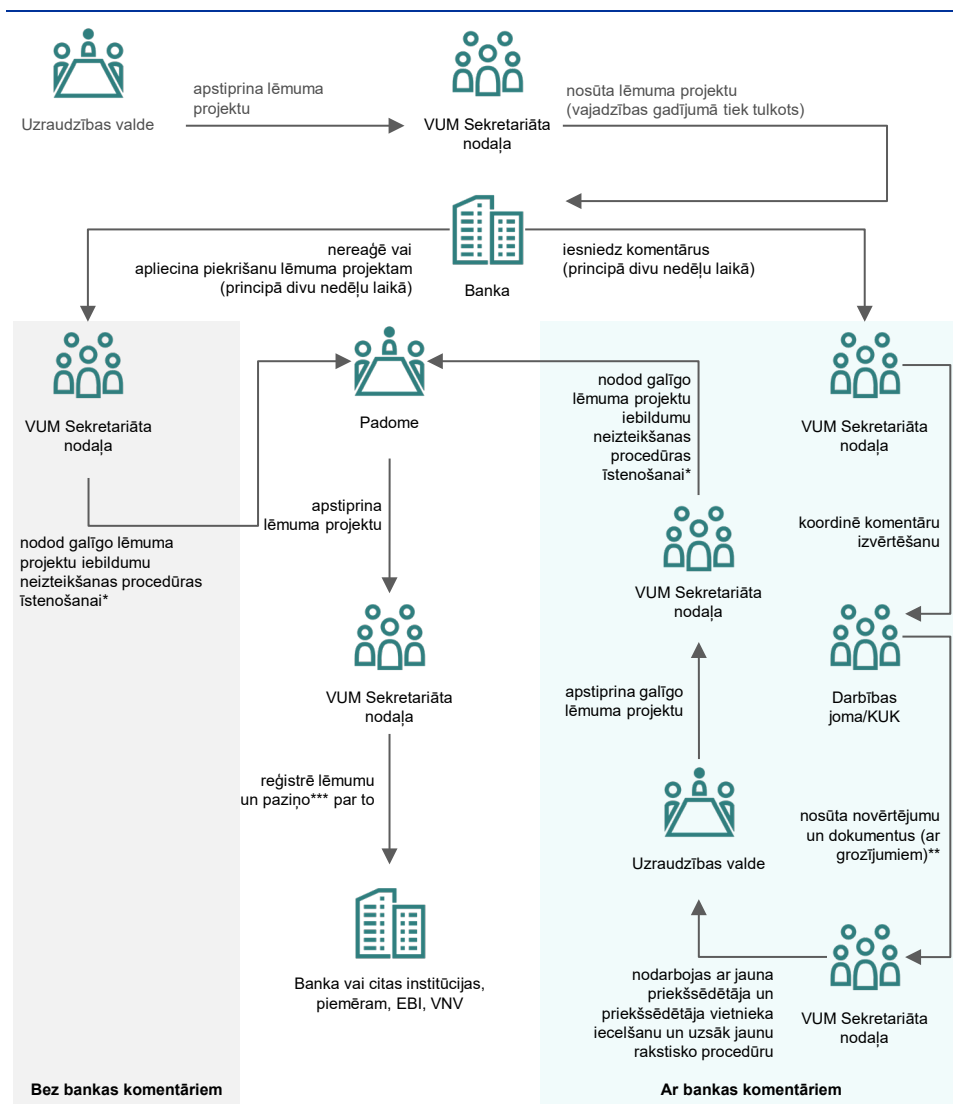 Uzraudzības valde
apstiprina lēmuma
projektu
VUM Sekretariāta
nodaļa
nosūta lēmuma projektu
(vajadzības gadījumā tiek tulkots)
nereaģē vai
apliecina piekrišanu lēmuma projektam
(principā divu nedēļu laikā)
Banka
iesniedz komentārus
(principā divu nedēļu laikā)
VUM Sekretariāta
nodaļa
nodod galīgo lēmuma
projektu iebildumu
neizteikšanas procedūras
īstenošanai*
Padome
apstiprina
lēmuma projektu
VUM Sekretariāta
nodaļa
reģistrē lēmumu
un paziņo*** par to
Banka vai citas institūcijas,
piemēram, EBI, VNV
VUM Sekretariāta
nodaļa
koordinē komentāru
izvērtēšanu
Darbības
joma/KUK
nosūta novērtējumu
un dokumentus (ar
grozījumiem)**
VUM Sekretariāta
nodaļa
nodarbojas ar jauna
priekšsēdētāja un
priekšsēdētāja vietnieka
iecelšanu un uzsāk jaunu
rakstisko procedūru
Uzraudzības valde
apstiprina galīgo
lēmuma projektu
VUM Sekretariāta
nodaļa
nodod galīgo
lēmuma projektu
iebildumu
neizteikšanas
procedūras
īstenošanai*
Bez bankas komentāriem
Ar bankas komentāriem